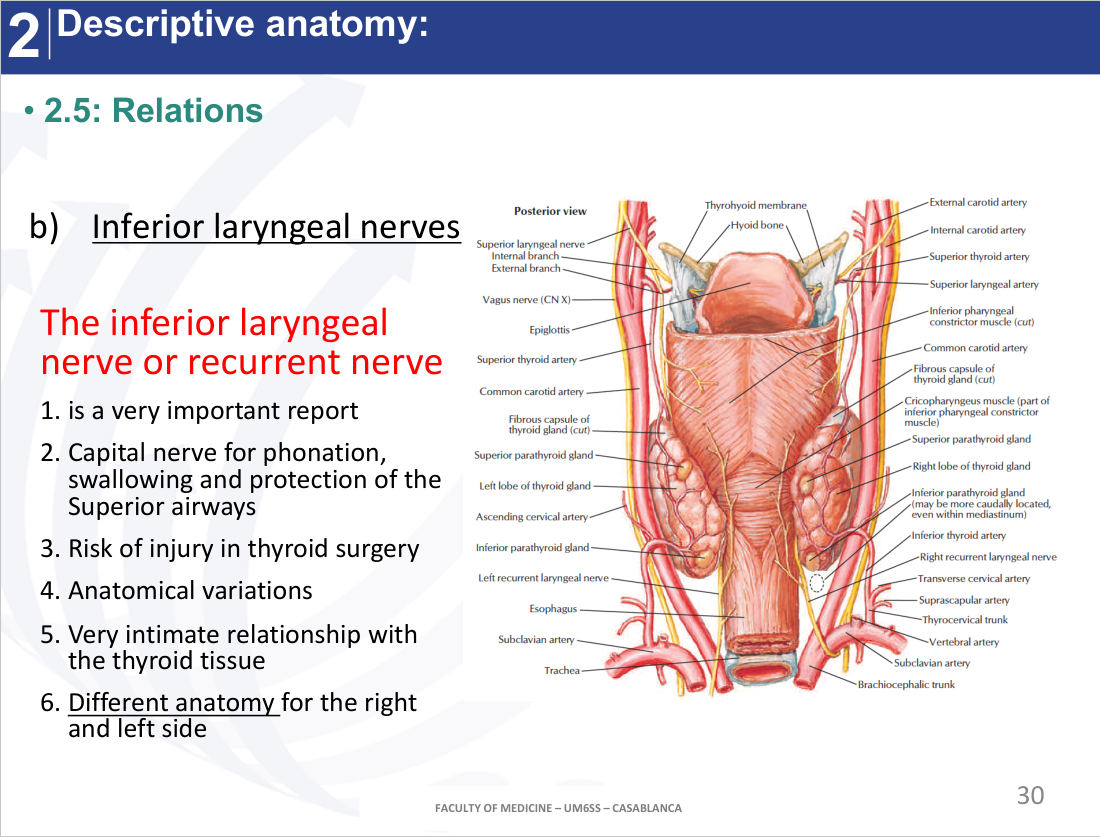 2
Descriptive anatomy:
• 2.5: Relations
b) Inferior laryngeal nerves
The inferior laryngeal
nerve or recurrent nerve
1. is a very important report
2. Capital nerve for phonation,
swallowing and protection of the
Superior airways
3. Risk of injury in thyroid surgery
4. Anatomical variations
5. Very intimate relationship with
the thyroid tissue
6. Different anatomy for the right
and left side
Posterior view
Superior laryngeal nerve
Internal branch
External branch
Vagus nerve (CN X)
Epiglottis
Superior thyroid artery
Common carotid artery
Fibrous capsule of
thyroid gland (cut)
Superior parathyroid gland
Left lobe of thyroid gland
Ascending cervical artery
Inferior parathyroid gland
Left recurrent laryngeal nerve
Esophagus
Subclavian artery
Trachea
Thyrohyoid membrane
Hyoid bone
External carotid artery
Internal carotid artery
Superior thyroid artery
Superior laryngeal artery
Inferior pharyngeal
constrictor muscle (cut)
Common carotid artery
Fibrous capsule of
thyroid gland (cut)
Cricopharyngeus muscle (part of
inferior pharyngeal constrictor
muscle)
Superior parathyroid gland
Right lobe of thyroid gland
Inferior parathyroid gland
(may be more caudally located,
even within mediastinum)
Inferior thyroid artery
Right recurrent laryngeal nerve
Transverse cervical artery
Suprascapular artery
Thyrocervical trunk
Vertebral artery
Subclavian artery
Brachiocephalic trunk
FACULTY OF MEDICINE – UM6SS – CASABLANCA
30